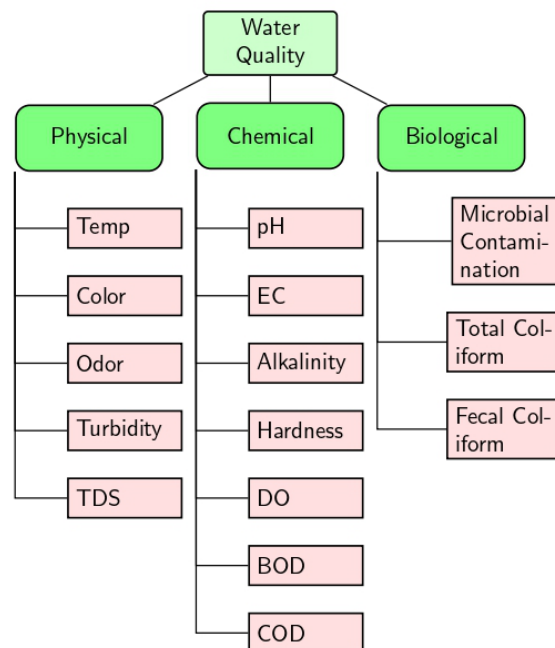 Water
Quality
Physical
Chemical
Biological
Temp
Color
Odor
Turbidity
TDS
pH
EC
Alkalinity
Hardness
DO
BOD
COD
Microbial
Contami-
nation
Total Col-
iform
Fecal Col-
iform